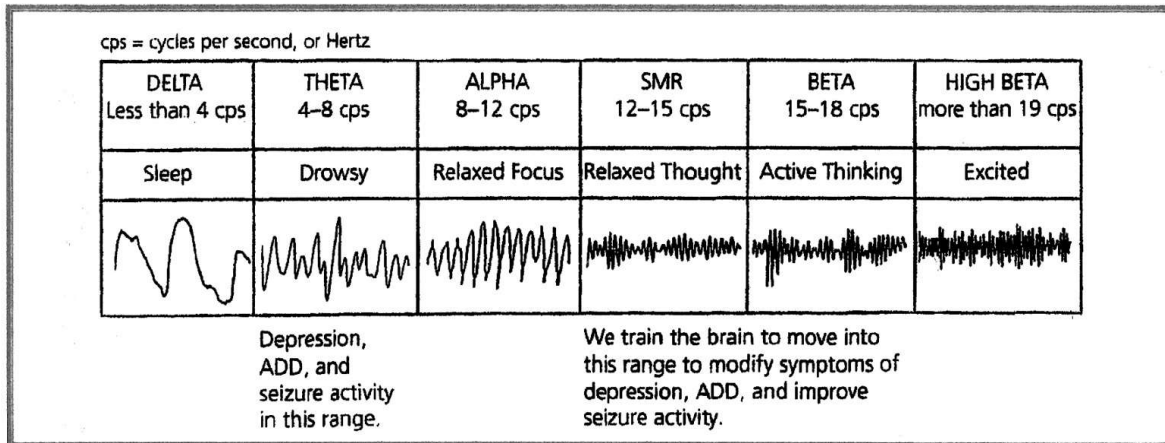 cps = cycles per second, or Hertz
DELTA
Less than 4 cps
THETA
4–8 cps
ALPHA
8–12 cps
SMR
12–15 cps
BETA
15–18 cps
HIGH BETA
more than 19 cps
Sleep
Drowsy
Relaxed Focus
Relaxed Thought
Active Thinking
Excited
Depression,
ADD, and
seizure activity
in this range.
We train the brain to move into
this range to modify symptoms of
depression, ADD, and improve
seizure activity.